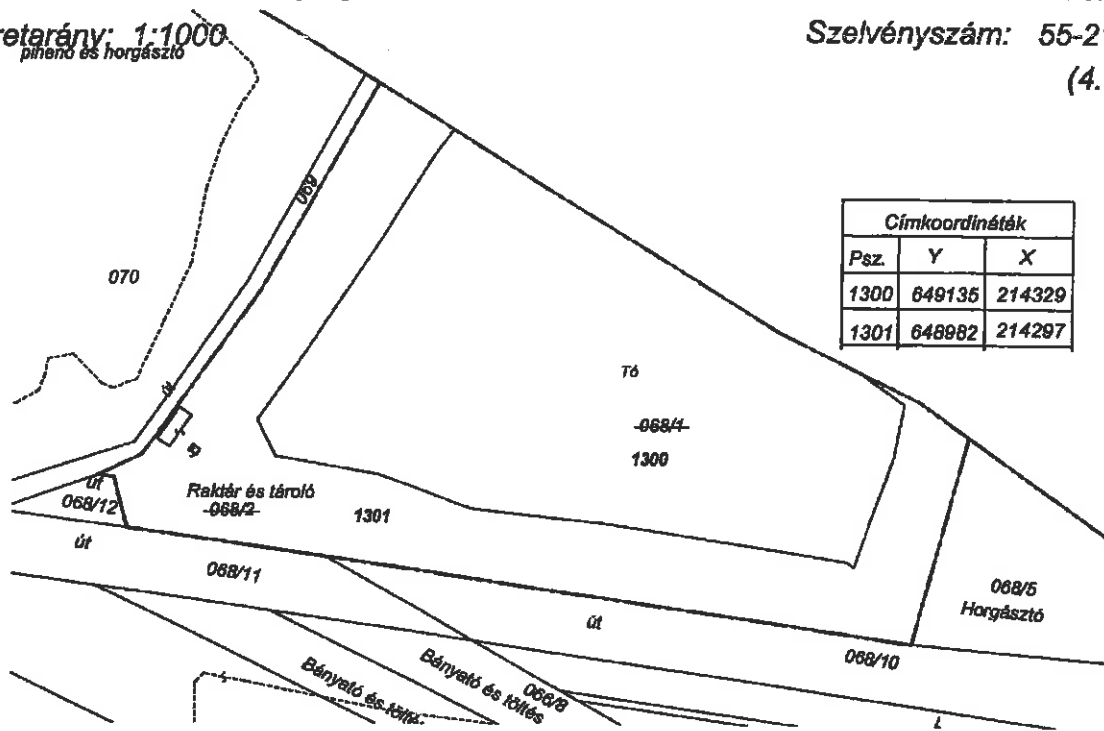 retarány: 1:1000
pihenő és horgásztó
Szelvényszám: 55-21
(4.
069
070
Címkoordináták
Psz. Y X
1300 649135 214329
1301 648982 214297
út
Tó
068/1
1300
út
068/12
Raktár és tároló
068/2
1301
út
068/11
út
068/5
Horgásztó
068/10
Bányató és töltés
Bányató és töltés
066/8